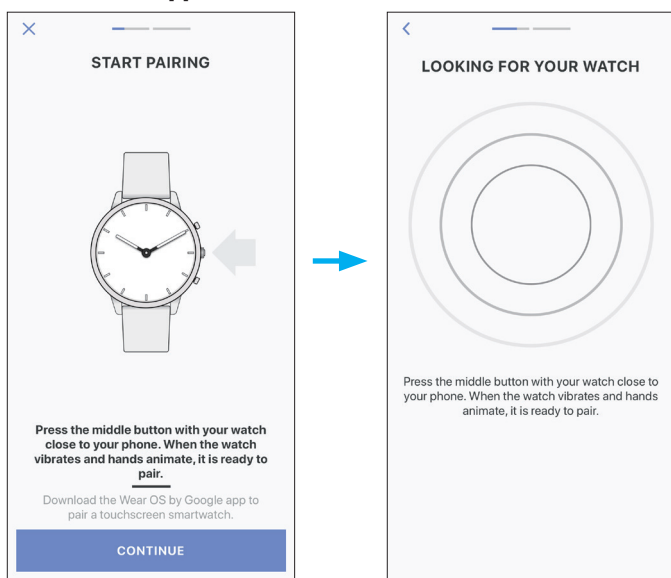 START PAIRING
Press the middle button with your watch
close to your phone. When the watch
vibrates and hands animate, it is ready to
pair.
Download the Wear OS by Google app to
pair a touchscreen smartwatch.
CONTINUE
LOOKING FOR YOUR WATCH
Press the middle button with your watch close to
your phone. When the watch vibrates and hands
animate, it is ready to pair.